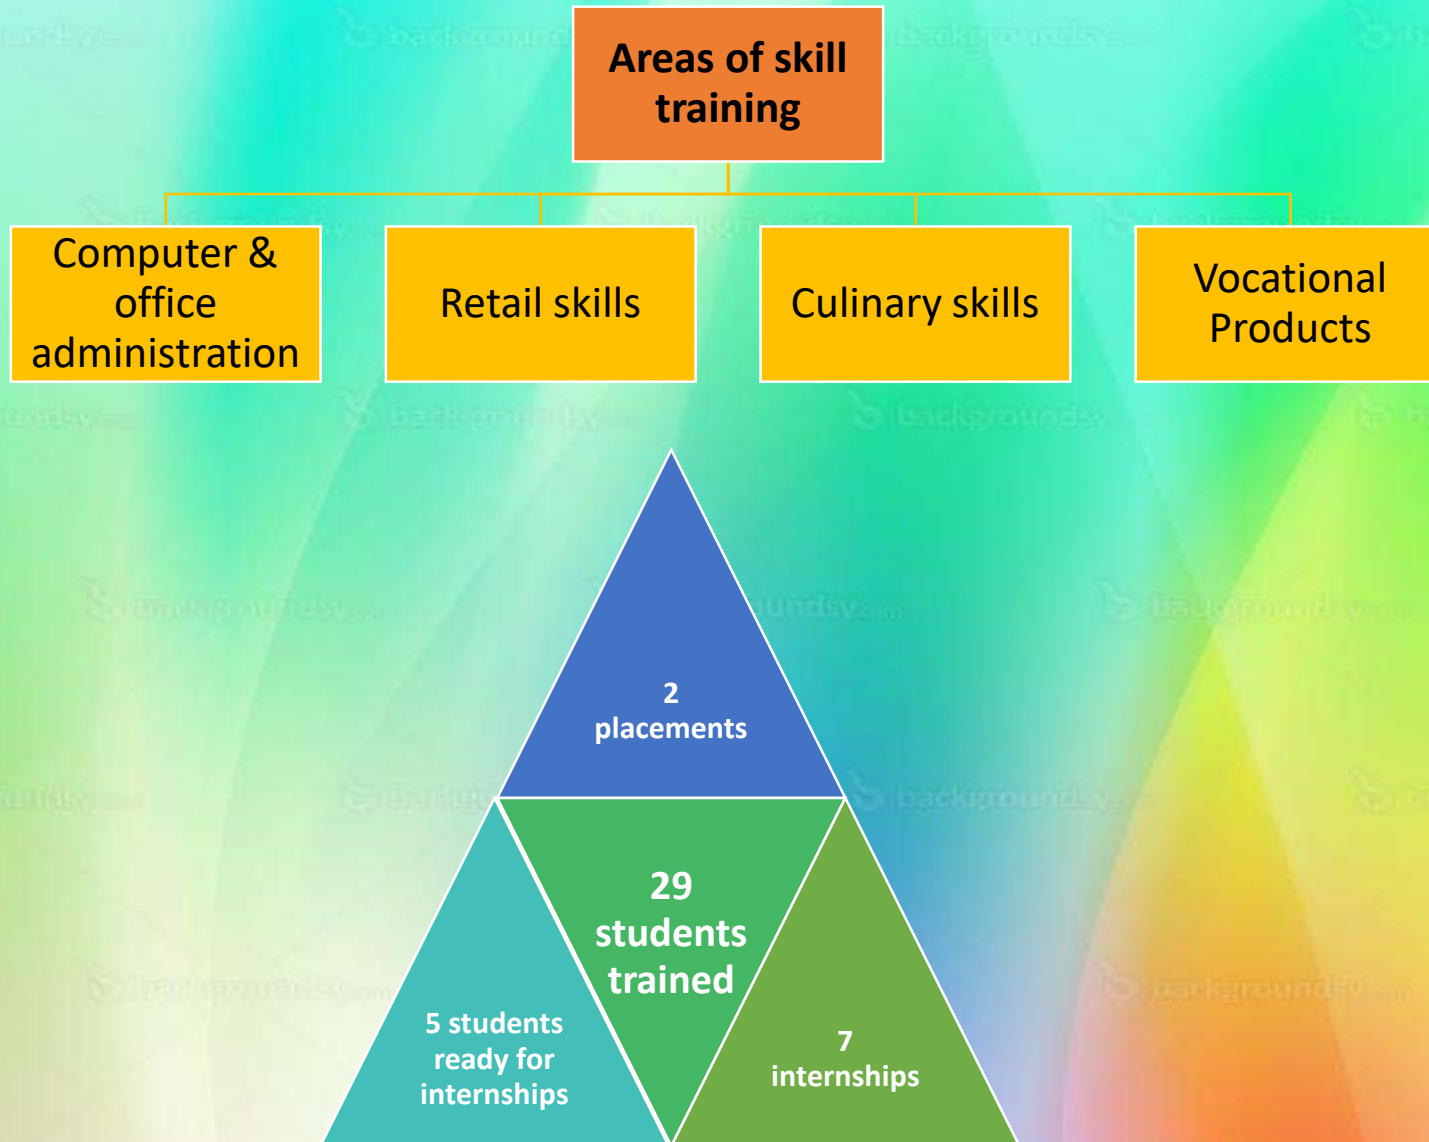 Areas of skill
training
Computer &
office
administration
Retail skills
Culinary skills
Vocational
Products
2
placements
29
students
trained
5 students
ready for
internships
7
internships